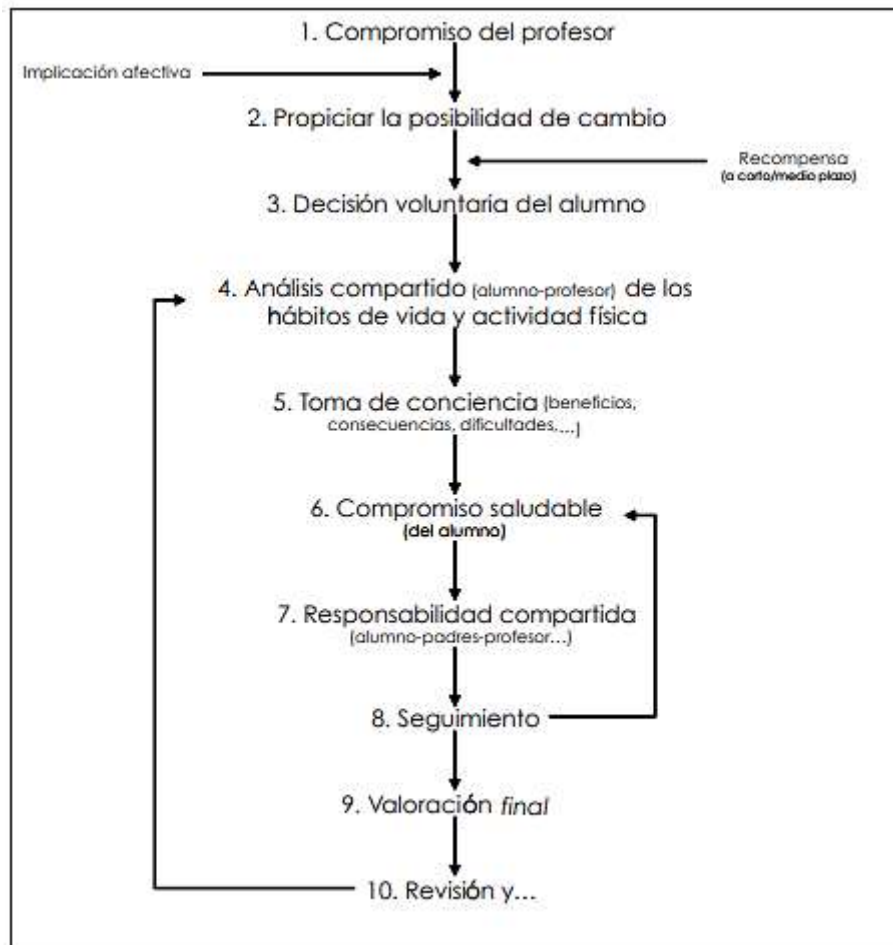 1. Compromiso del profesor
Implicación afectiva
2. Propiciar la posibilidad de cambio
Recompensa
(a corto/medio plazo)
3. Decisión voluntaria del alumno
4. Análisis compartido (alumno-profesor) de los
hábitos de vida y actividad física
5. Toma de conciencia (beneficios,
consecuencias, dificultades,...)
6. Compromiso saludable
(del alumno)
7. Responsabilidad compartida
(alumno-padres-profesor...)
8. Seguimiento
9. Valoración final
10. Revisión y...